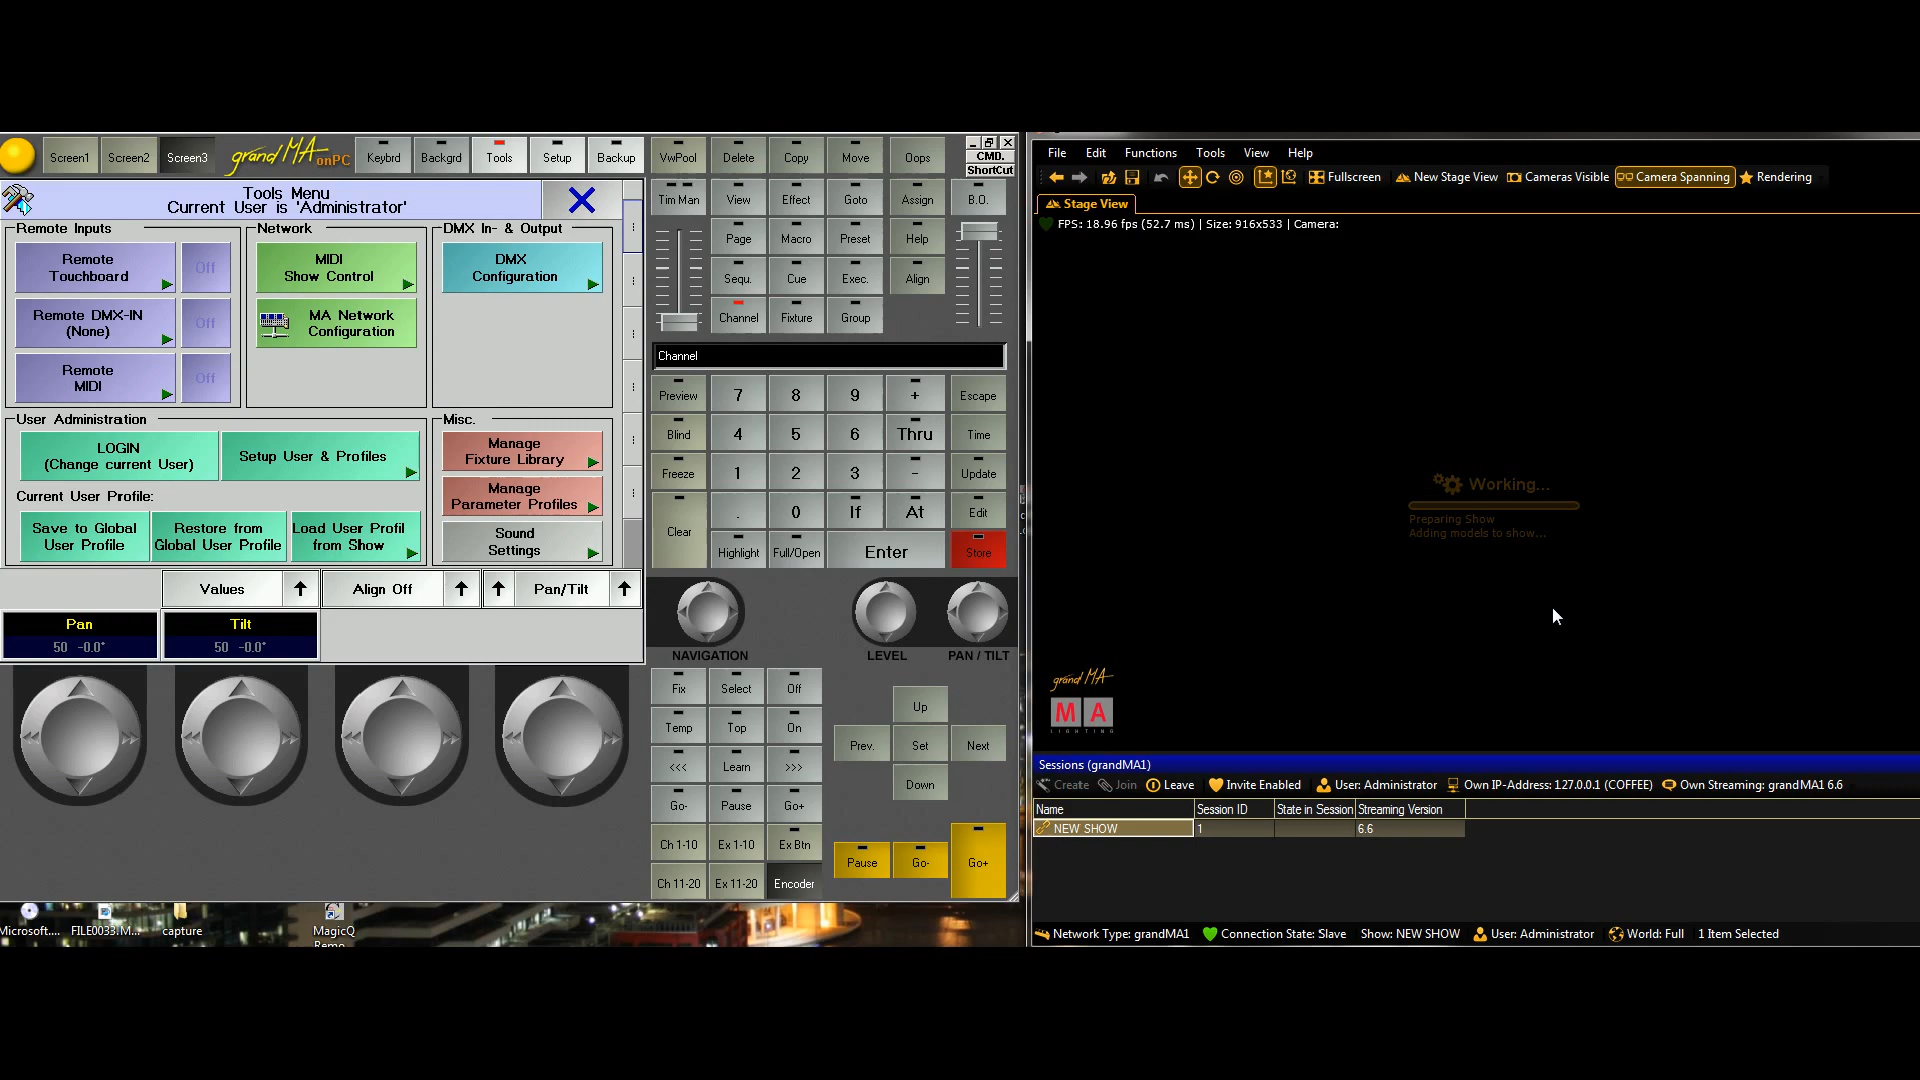 Screen1
Screen2
Screen3
grandMA onPC
Keybrd
Backgrd
Tools
Setup
Backup
VwPool
Delete
Copy
Move
Oops
CMD.
ShortCut
Tools Menu
Current User is 'Administrator'
Remote Inputs
Network
DMX In- & Output
Remote
Touchboard
Off
MIDI
Show Control
DMX
Configuration
Remote DMX-IN
(None)
Off
MA Network
Configuration
Remote
MIDI
Off
User Administration
Misc.
LOGIN
(Change current User)
Setup User & Profiles
Manage
Fixture Library
Current User Profile:
Manage
Parameter Profiles
Save to Global
User Profile
Restore from
Global User Profile
Load User Profil
from Show
Sound
Settings
Values
Align Off
Pan/Tilt
Pan
50 -0.0°
Tilt
50 -0.0°
Tim Man
View
Effect
Goto
Assign
B.O.
Page
Macro
Preset
Help
Sequ.
Cue
Exec.
Align
Channel
Fixture
Group
Channel
Preview
7
8
9
+
Escape
Blind
4
5
6
Thru
Time
Freeze
1
2
3
-
Update
Clear
.
0
If
At
Edit
Highlight
Full/Open
Enter
Store
NAVIGATION
LEVEL
PAN / TILT
Fix
Select
Off
Temp
Top
On
<<<
Learn
>>>
Go-
Pause
Go+
Ch 1-10
Ex 1-10
Ex Btn
Ch 11-20
Ex 11-20
Encoder
Up
Prev.
Set
Next
Down
Pause
Go-
Go+
Microsoft....
FILE0033.M...
capture
MagicQ
Remo
File
Edit
Functions
Tools
View
Help
Fullscreen
New Stage View
Cameras Visible
Camera Spanning
Rendering
Stage View
FPS: 18.96 fps (52.7 ms) | Size: 916x533 | Camera:
Working...
Preparing Show
Adding models to show...
grandMA
MA
LIGHTING
Sessions (grandMA1)
Create
Join
Leave
Invite Enabled
User: Administrator
Own IP-Address: 127.0.0.1 (COFFEE)
Own Streaming: grandMA1 6.6
Name
Session ID
State in Session
Streaming Version
NEW SHOW
1
6.6
Network Type: grandMA1
Connection State: Slave
Show: NEW SHOW
User: Administrator
World: Full
1 Item Selected